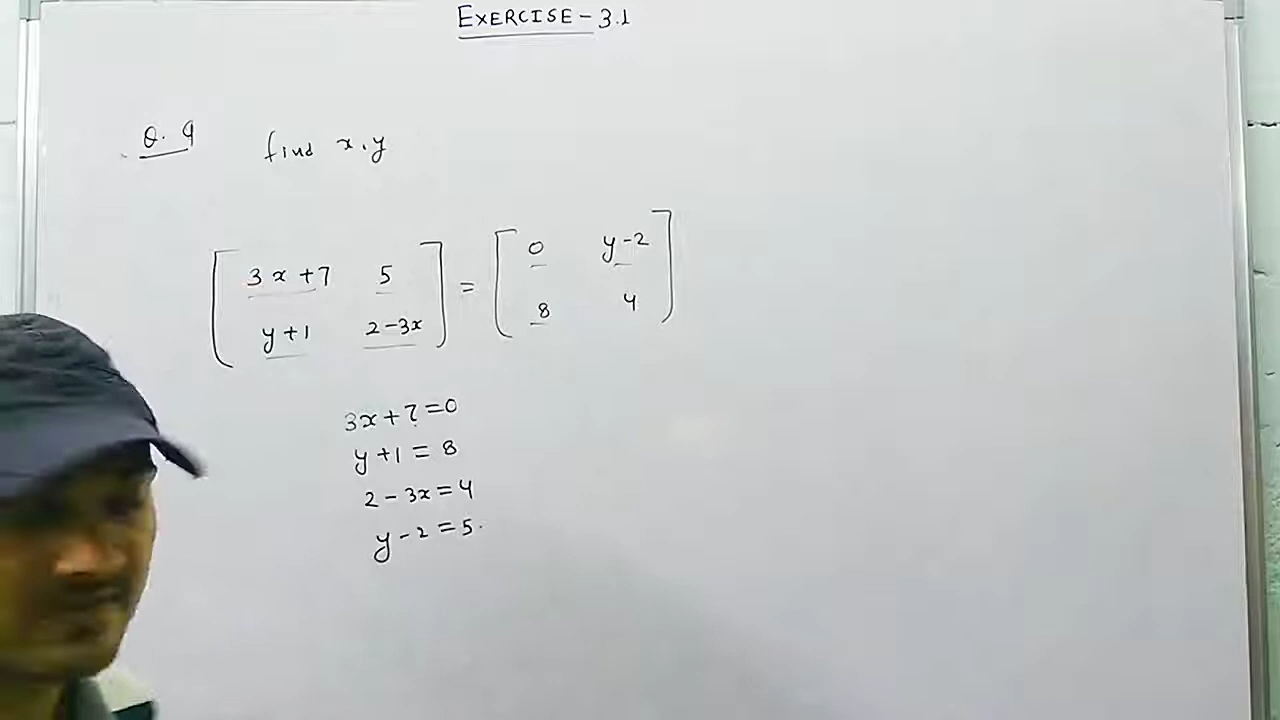 EXERCISE - 3.1
Q. 9 find x, y
[ 3x+7 5 ] = [ 0 y-2 ]
[ y+1 2-3x ] [ 8 4 ]
3x+7=0
y+1=8
2-3x=4
y-2=5.